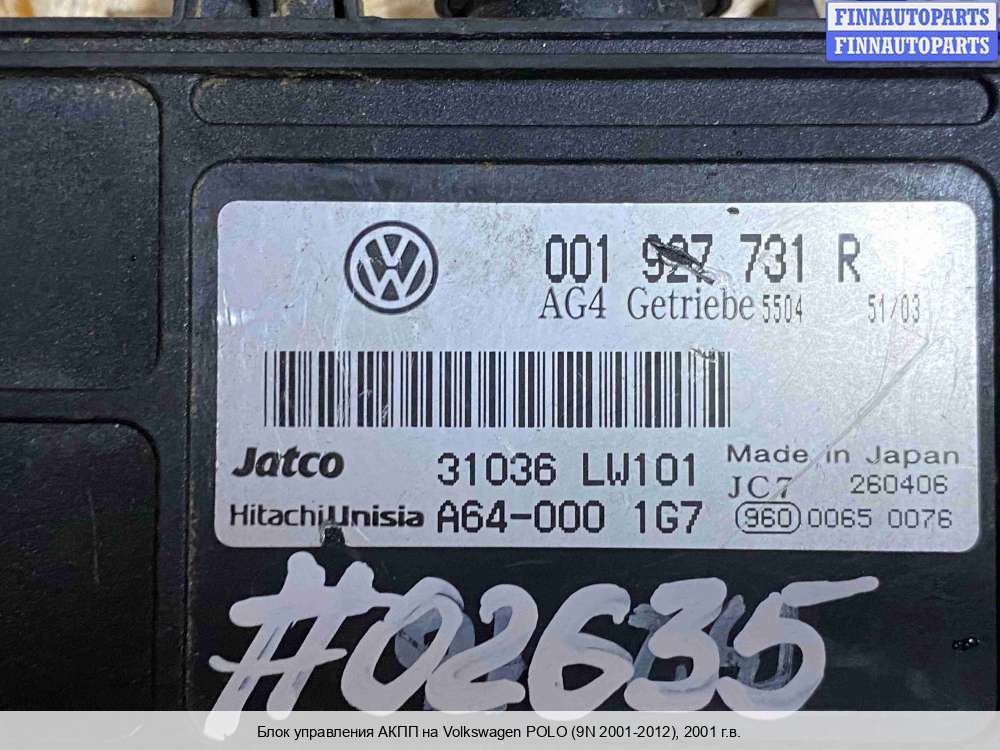 FINNAUTOPARTS
FINNAUTOPARTS
001 927 731 R
AG4 Getriebe 5504 51/03
Jatco 31036 LW101 Made in Japan
JC7 260406
HitachiUnisia A64-000 1G7 960 0065 0076
#02635
Блок управления АКПП на Volkswagen POLO (9N 2001-2012), 2001 г.в.